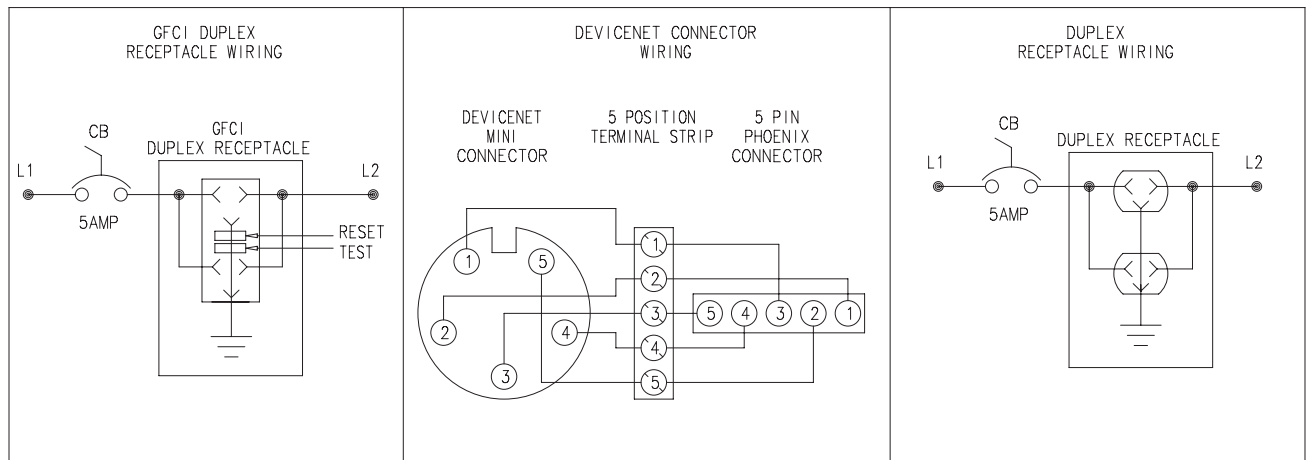 GFCI DUPLEX
RECEPTACLE WIRING
CB
GFCI
DUPLEX RECEPTACLE
L1
L2
5AMP
RESET
TEST
DEVICENET CONNECTOR
WIRING
DEVICENET
MINI
CONNECTOR
5 POSITION
TERMINAL STRIP
5 PIN
PHOENIX
CONNECTOR
1
5
2
4
3
1
2
3
4
5
5 4 3 2 1
DUPLEX
RECEPTACLE WIRING
CB
DUPLEX RECEPTACLE
L1
L2
5AMP